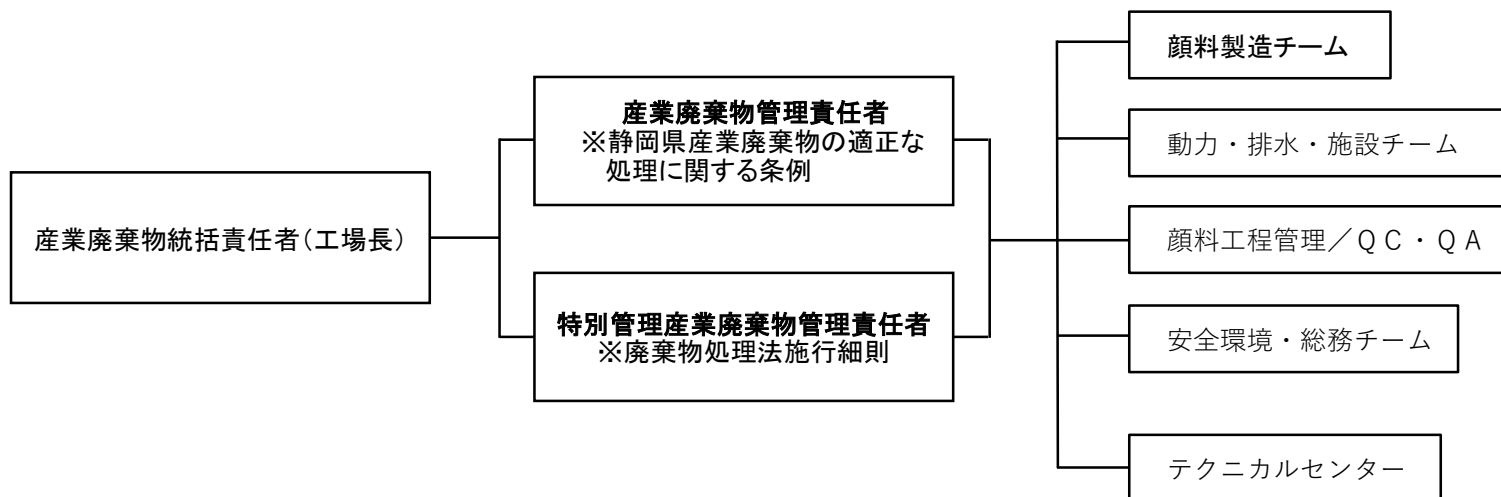 産業廃棄物統括責任者(工場長)
産業廃棄物管理責任者
※静岡県産業廃棄物の適正な
処理に関する条例
特別管理産業廃棄物管理責任者
※廃棄物処理法施行細則
顔料製造チーム
動力・排水・施設チーム
顔料工程管理／ＱＣ・ＱＡ
安全環境・総務チーム
テクニカルセンター